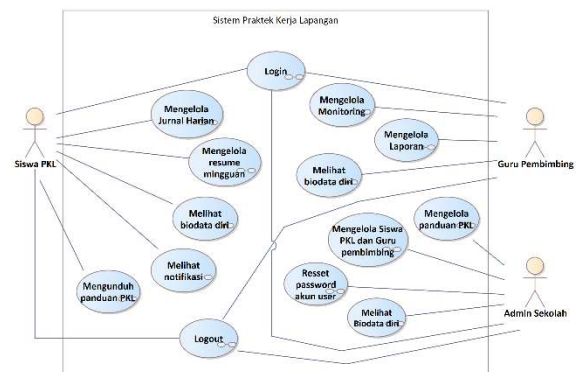 Sistem Praktek Kerja Lapangan
Login
Mengelola
Jurnal Harian
Mengelola
Monitoring
Mengelola
resume
mingguan
Mengelola
Laporan
Siswa PKL
Guru Pembimbing
Melihat
biodata diri
Melihat
biodata diri
Mengelola Siswa
PKL dan Guru
pembimbing
Mengelola
panduan PKL
Melihat
notifikasi
Mengunduh
panduan PKL
Resset
password
akun user
Melihat
Biodata diri
Admin Sekolah
Logout